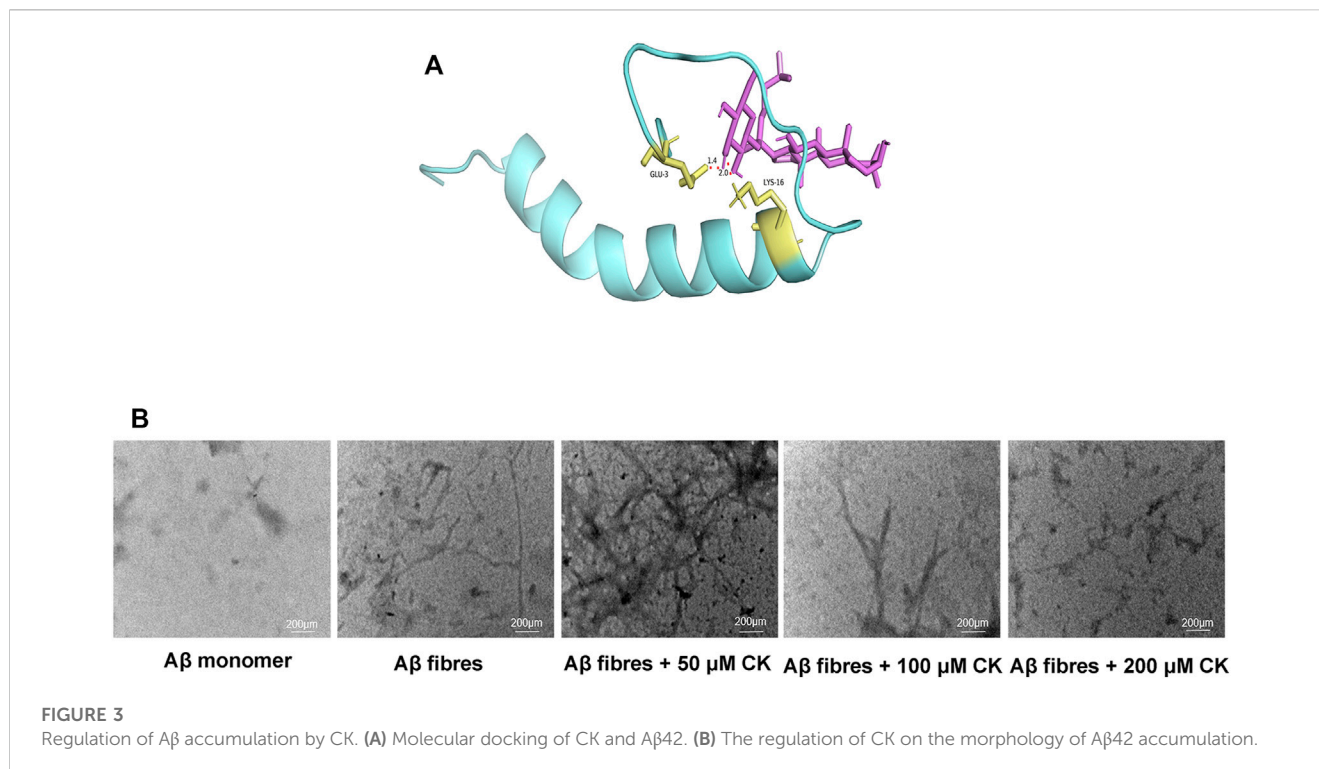 A
GLU-3
1.4
2.0
LYS-16
B
200μm
200μm
200μm
200μm
200μm
Aβ monomer
Aβ fibres
Aβ fibres + 50 μM CK
Aβ fibres + 100 μM CK
Aβ fibres + 200 μM CK
FIGURE 3
Regulation of Aβ accumulation by CK. (A) Molecular docking of CK and Aβ42. (B) The regulation of CK on the morphology of Aβ42 accumulation.